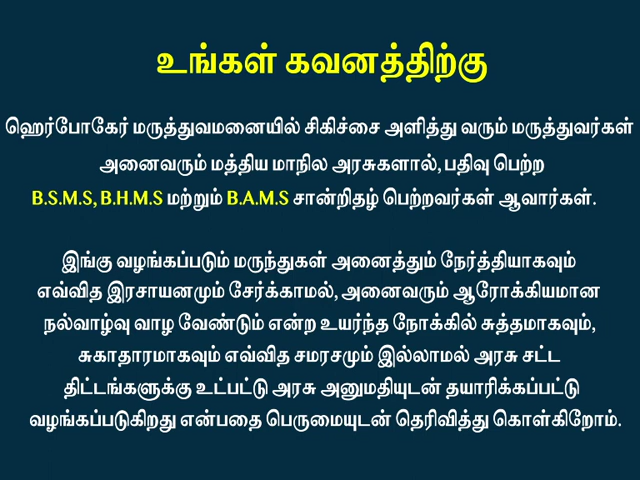 உங்கள் கவனத்திற்கு
ஹெர்போகேர் மருத்துவமனையில் சிகிச்சை அளித்து வரும் மருத்துவர்கள்
அனைவரும் மத்திய மாநில அரசுகளால், பதிவு பெற்ற
B.S.M.S, B.H.M.S மற்றும் B.A.M.S சான்றிதழ் பெற்றவர்கள் ஆவார்கள்.
இங்கு வழங்கப்படும் மருந்துகள் அனைத்தும் நேர்த்தியாகவும்
எவ்வித இரசாயனமும் சேர்க்காமல், அனைவரும் ஆரோக்கியமான
நல்வாழ்வு வாழ வேண்டும் என்ற உயர்ந்த நோக்கில் சுத்தமாகவும்,
சுகாதாரமாகவும் எவ்வித சமரசமும் இல்லாமல் அரசு சட்ட
திட்டங்களுக்கு உட்பட்டு அரசு அனுமதியுடன் தயாரிக்கப்பட்டு
வழங்கப்படுகிறது என்பதை பெருமையுடன் தெரிவித்து கொள்கிறோம்.